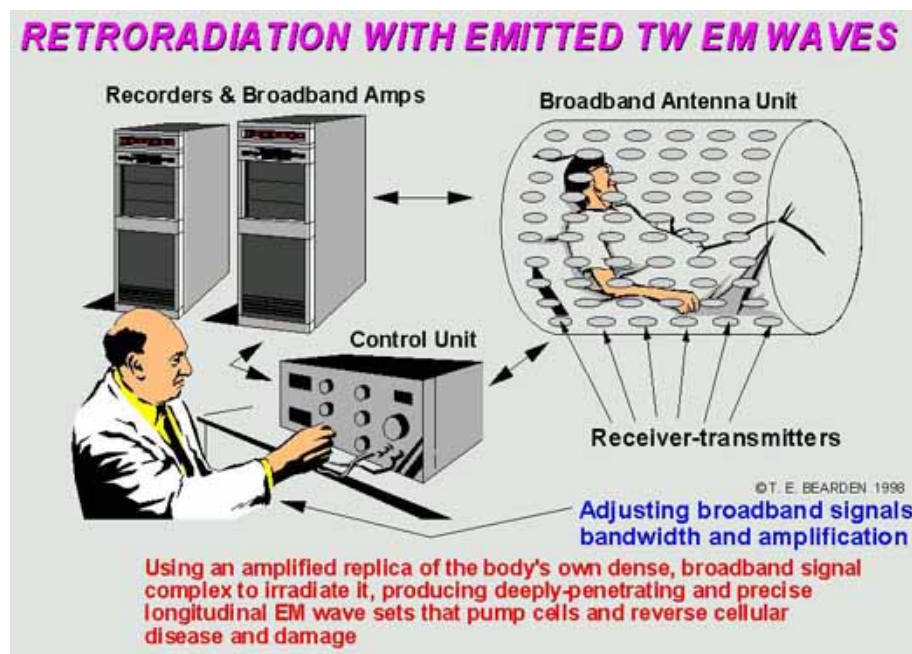 RETRORADIATION WITH EMITTED TW EM WAVES
Recorders & Broadband Amps
Broadband Antenna Unit
Control Unit
Receiver-transmitters
©T. E. BEARDEN 1998
Adjusting broadband signals
bandwidth and amplification
Using an amplified replica of the body's own dense, broadband signal
complex to irradiate it, producing deeply-penetrating and precise
longitudinal EM wave sets that pump cells and reverse cellular
disease and damage